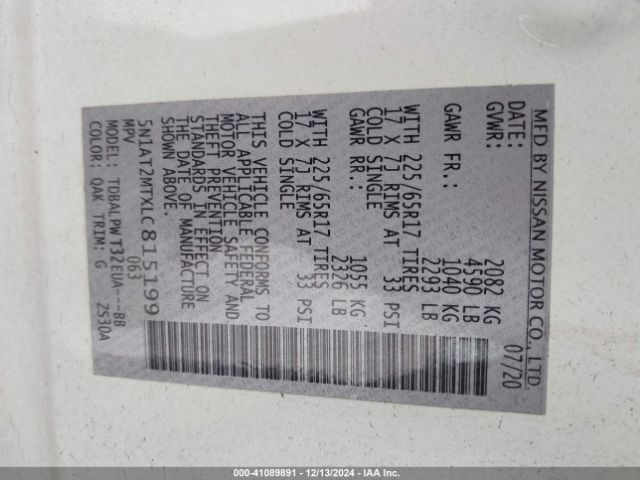 MFD BY NISSAN MOTOR CO., LTD.
DATE: 07/20
GVWR: 2082 KG
4590 LB
GAWR FR.: 1040 KG
2293 LB
WITH 225/65R17 TIRES
17 X 7J RIMS AT 33 PSI
COLD SINGLE
GAWR RR.: 1055 KG
2326 LB
WITH 225/65R17 TIRES
17 X 7J RIMS AT 33 PSI
COLD SINGLE
THIS VEHICLE CONFORMS TO
ALL APPLICABLE FEDERAL
MOTOR VEHICLE SAFETY AND
THEFT PREVENTION
STANDARDS IN EFFECT ON
THE DATE OF MANUFACTURE
SHOWN ABOVE.
5N1AT2MTXLC815199
MPV 063
MODEL: TDBALPWT32EUA---BB
COLOR: QAK TRIM: G 2S30A
000-41089891 - 12/13/2024 - IAA Inc.